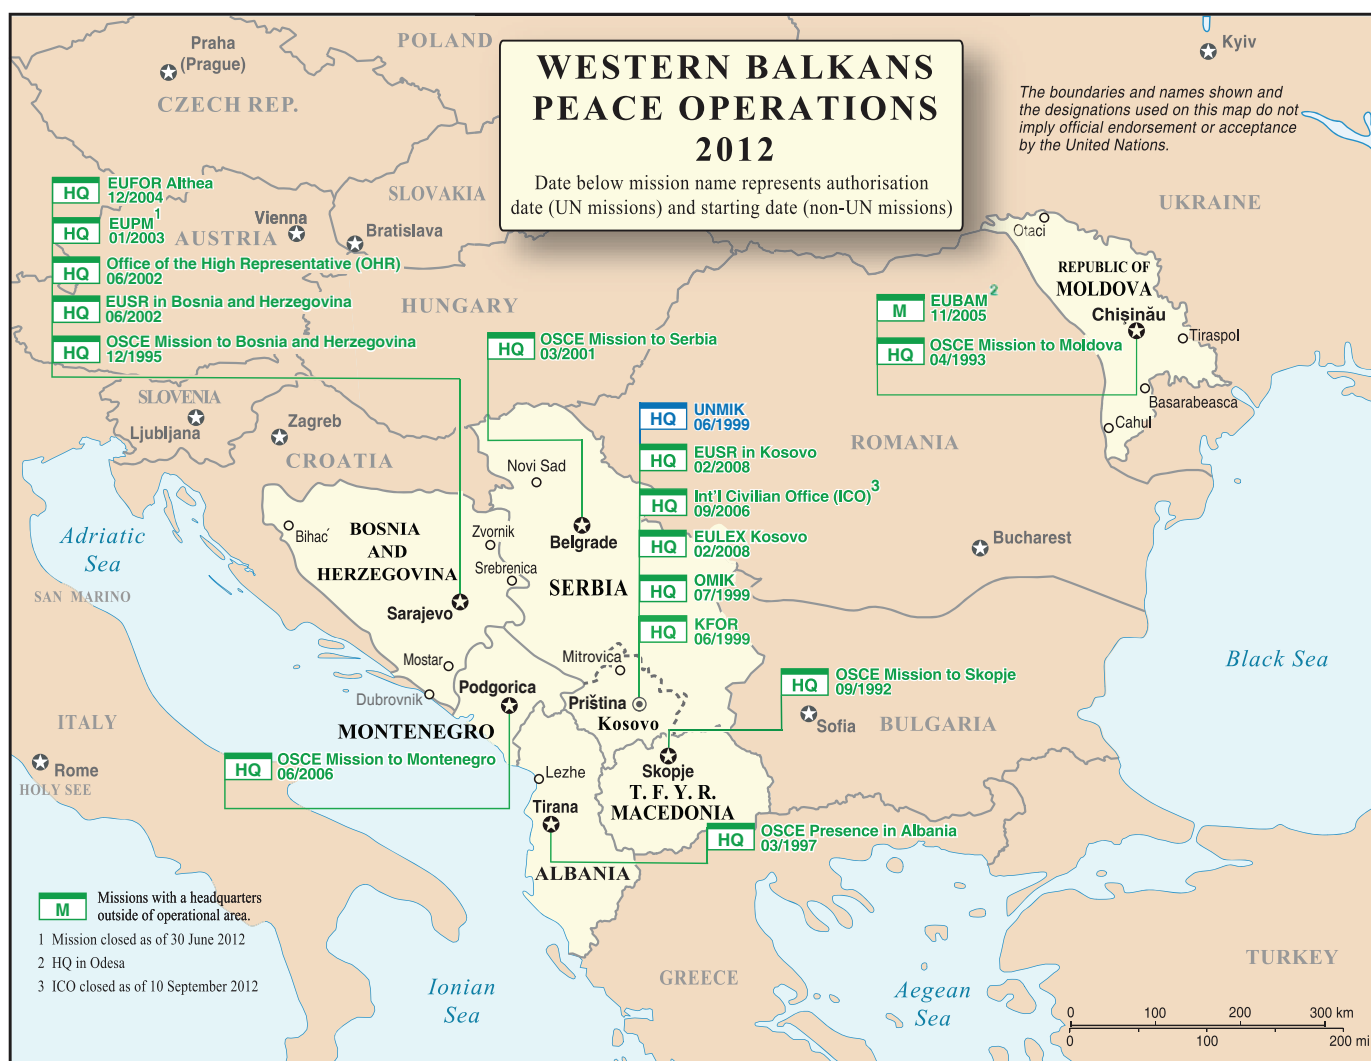 WESTERN BALKANS
PEACE OPERATIONS
2012
Date below mission name represents authorisation
date (UN missions) and starting date (non-UN missions)
The boundaries and names shown and
the designations used on this map do not
imply official endorsement or acceptance
by the United Nations.
POLAND
Praha
(Prague)
CZECH REP.
Kyiv
UKRAINE
SLOVAKIA
Vienna
AUSTRIA
Bratislava
HUNGARY
HQ
EUFOR Althea
12/2004
HQ
EUPM 1
01/2003
HQ
Office of the High Representative (OHR)
06/2002
HQ
EUSR in Bosnia and Herzegovina
06/2002
HQ
OSCE Mission to Bosnia and Herzegovina
12/1995
HQ
OSCE Mission to Serbia
03/2001
M
EUBAM 2
11/2005
HQ
OSCE Mission to Moldova
04/1993
Otaci
REPUBLIC OF
MOLDOVA
Chişinău
Tiraspol
Basarabeasca
Cahul
SLOVENIA
Ljubljana
Zagreb
CROATIA
HQ
UNMIK
06/1999
HQ
EUSR in Kosovo
02/2008
HQ
Int'l Civilian Office (ICO) 3
09/2006
HQ
EULEX Kosovo
02/2008
HQ
OMIK
07/1999
HQ
KFOR
06/1999
ROMANIA
Bucharest
Novi Sad
Belgrade
SERBIA
Bihać
BOSNIA
AND
HERZEGOVINA
Zvornik
Srebrenica
Sarajevo
Mostar
Dubrovnik
Adriatic
Sea
SAN MARINO
Mitrovica
Priština
Kosovo
Podgorica
MONTENEGRO
HQ
OSCE Mission to Skopje
09/1992
Sofia
BULGARIA
Black Sea
ITALY
Rome
HOLY SEE
HQ
OSCE Mission to Montenegro
06/2006
Lezhe
Tirana
ALBANIA
Skopje
T. F. Y. R.
MACEDONIA
HQ
OSCE Presence in Albania
03/1997
M
Missions with a headquarters
outside of operational area.
1 Mission closed as of 30 June 2012
2 HQ in Odesa
3 ICO closed as of 10 September 2012
Ionian
Sea
GREECE
Aegean
Sea
TURKEY
0 100 200 300 km
0 100 200 mi